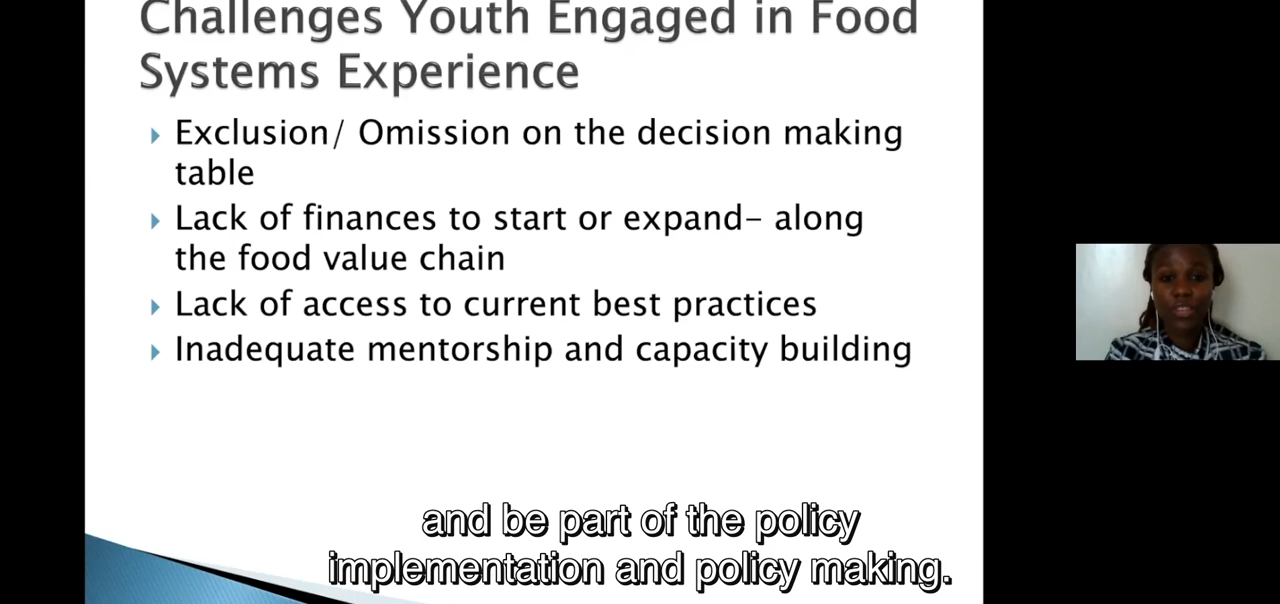 Challenges Youth Engaged in Food
Systems Experience
Exclusion/ Omission on the decision making
table
Lack of finances to start or expand- along
the food value chain
Lack of access to current best practices
Inadequate mentorship and capacity building
and be part of the policy
implementation and policy making.